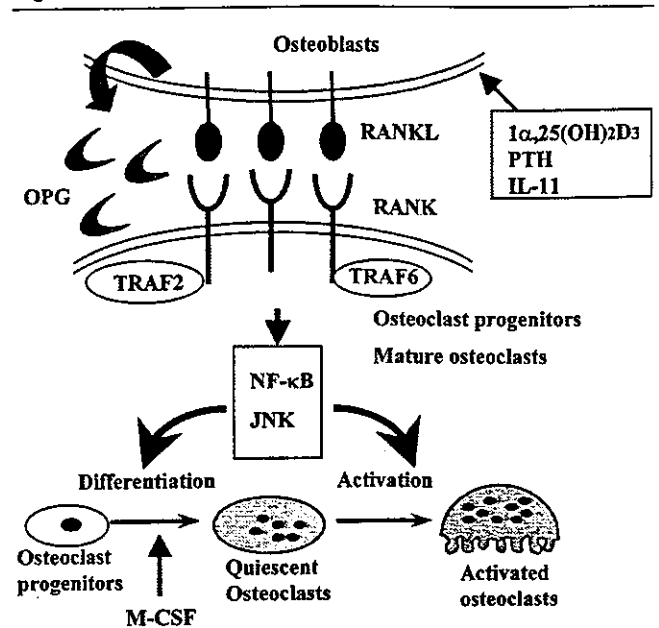 Osteoblasts
RANKL
1α,25(OH)2D3
PTH
IL-11
OPG
RANK
TRAF2
TRAF6
Osteoclast progenitors
Mature osteoclasts
NF-κB
JNK
Differentiation
Activation
Osteoclast
progenitors
Quiescent
Osteoclasts
Activated
osteoclasts
M-CSF